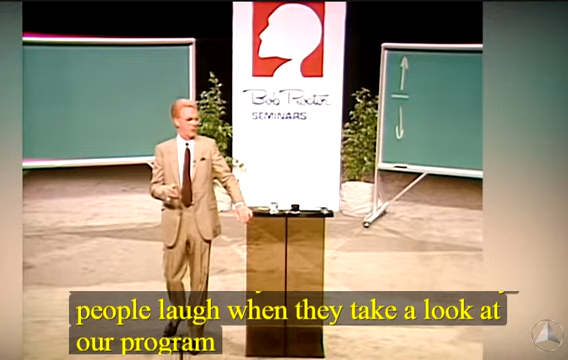 Bob Proctor
SEMINARS
people laugh when they take a look at
our program